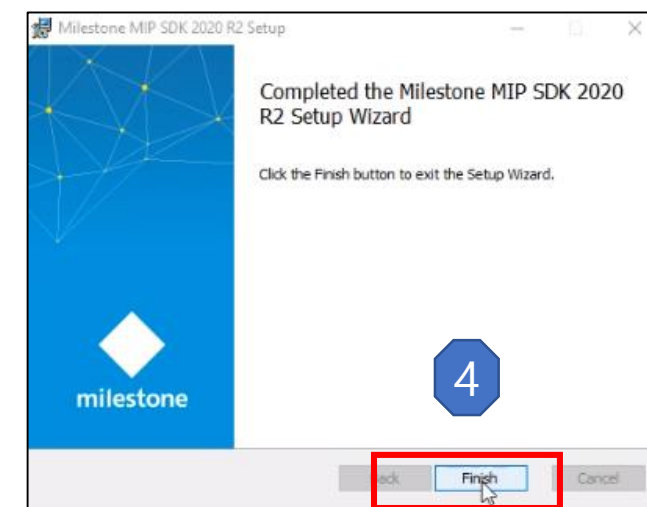 Milestone MIP SDK 2020 R2 Setup
Completed the Milestone MIP SDK 2020
R2 Setup Wizard
Click the Finish button to exit the Setup Wizard.
4
milestone
Back Finish Cancel